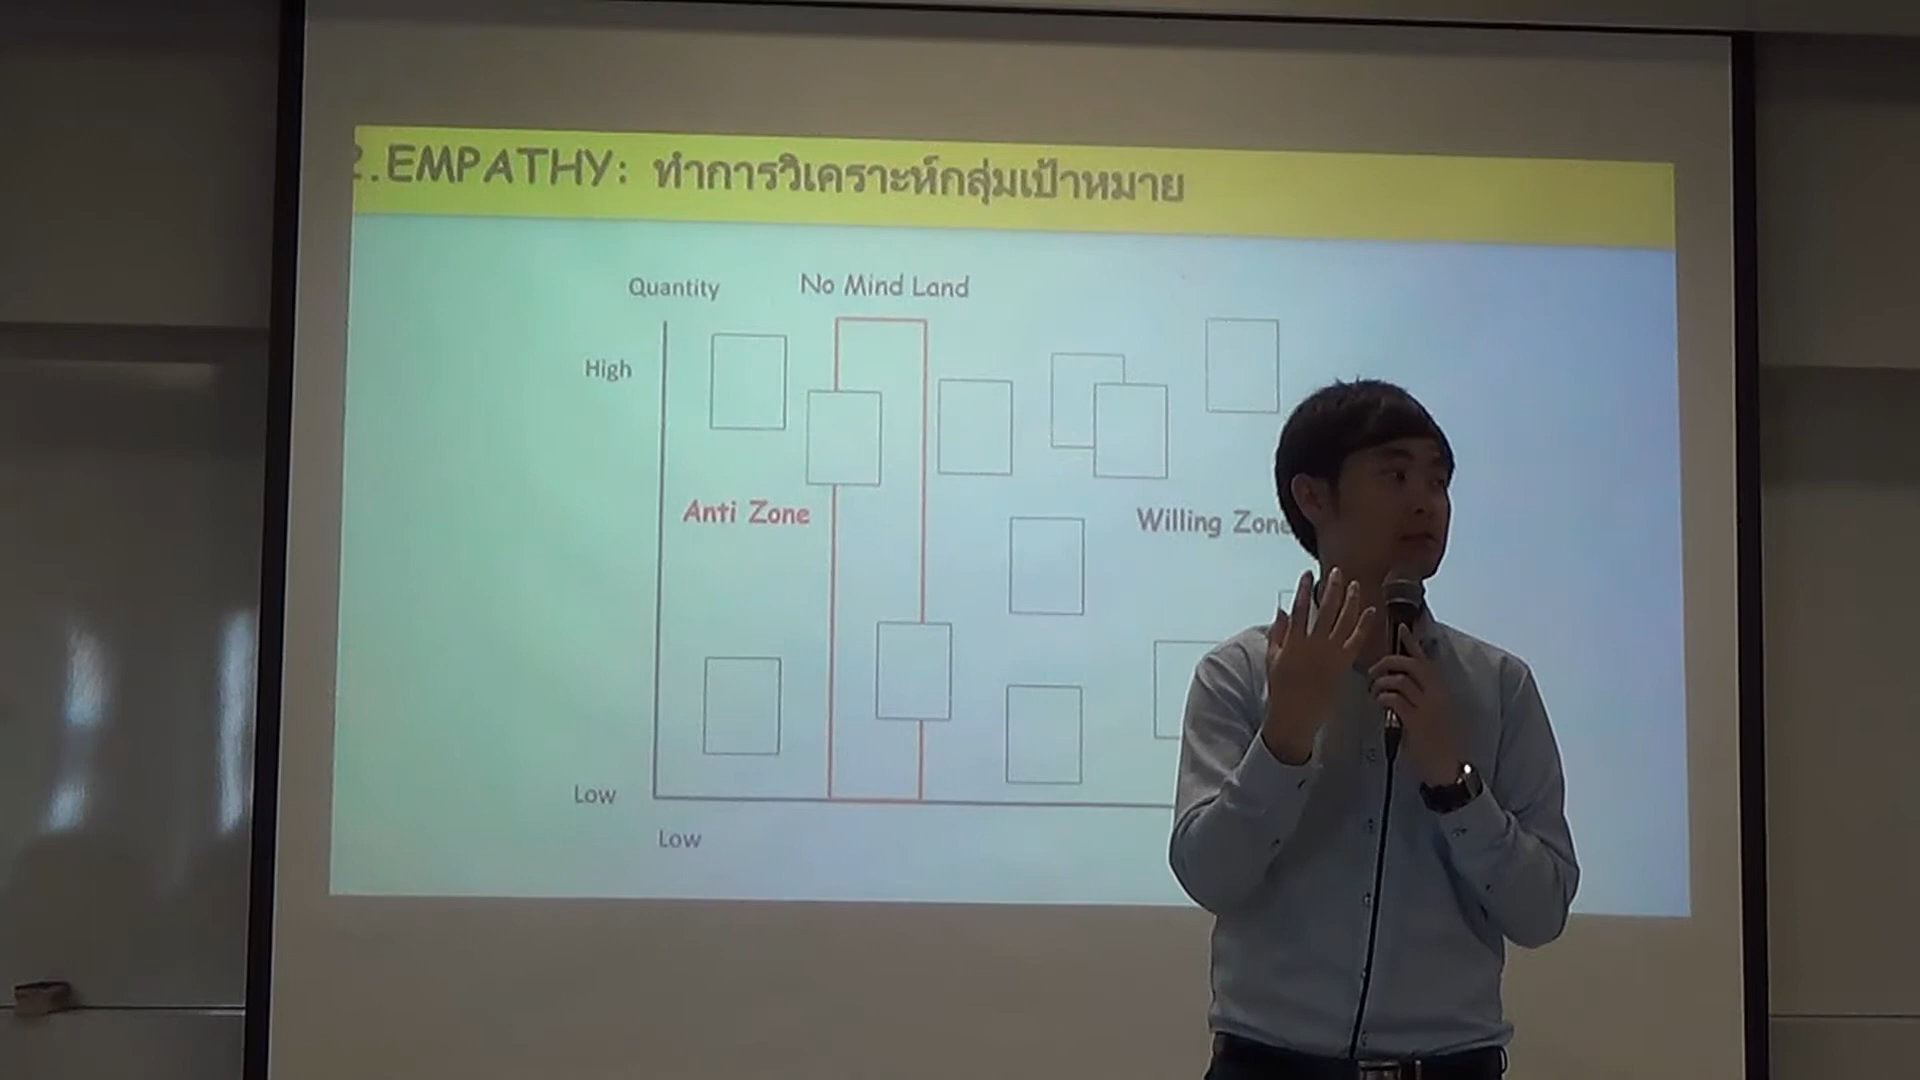 2.EMPATHY: ทำการวิเคราะห์กลุ่มเป้าหมาย
Quantity
No Mind Land
High
Anti Zone
Willing Zone
Low
Low